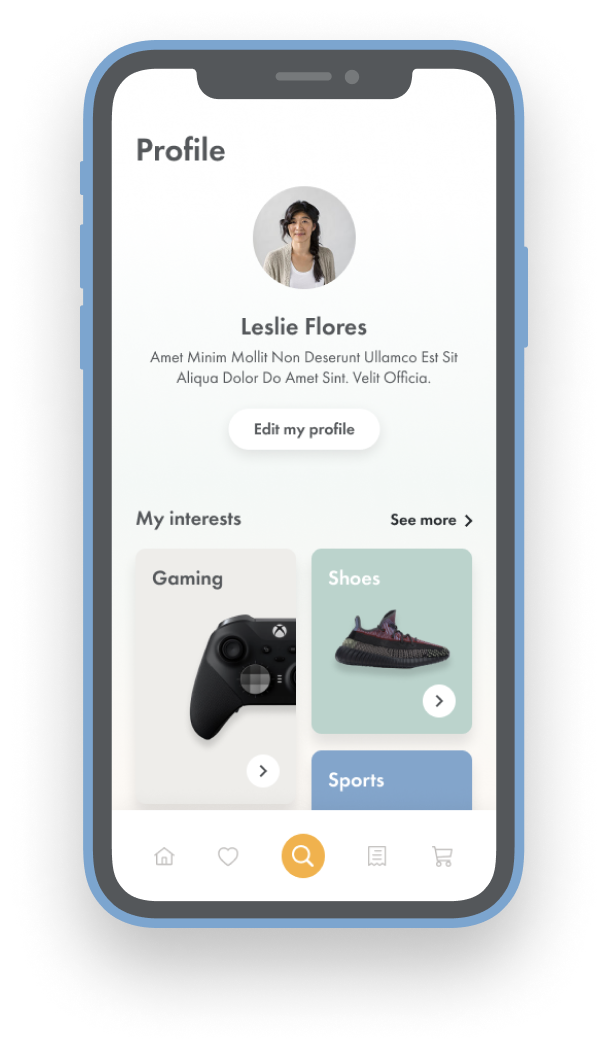 Profile
Leslie Flores
Amet Minim Mollit Non Deserunt Ullamco Est Sit
Aliqua Dolor Do Amet Sint. Velit Officia.
Edit my profile
My interests
See more
Gaming
Shoes
Sports